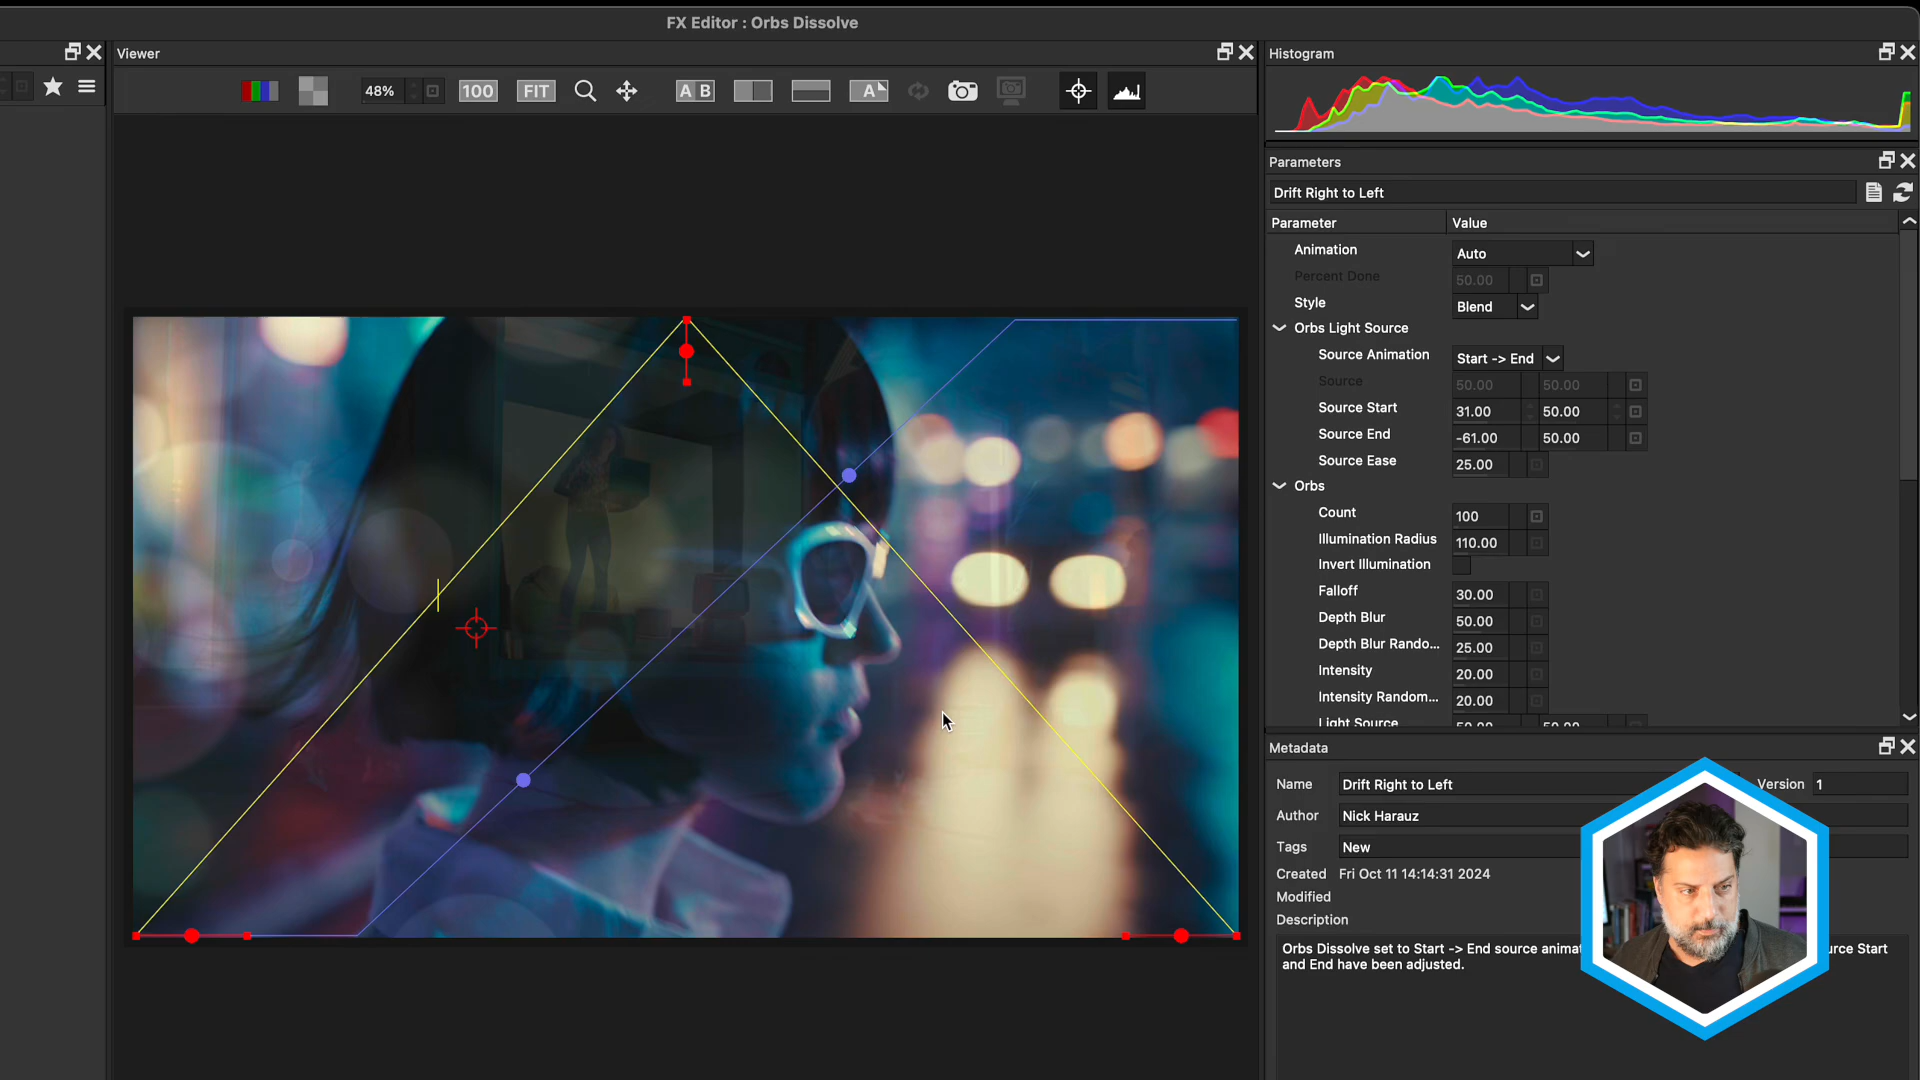 FX Editor : Orbs Dissolve
Viewer
48%
100
FIT
A B
A
Histogram
Parameters
Drift Right to Left
Parameter Value
Animation Auto
Percent Done 50.00
Style Blend
Orbs Light Source
Source Animation Start -> End
Source 50.00 50.00
Source Start 31.00 50.00
Source End -61.00 50.00
Source Ease 25.00
Orbs
Count 100
Illumination Radius 110.00
Invert Illumination
Falloff 30.00
Depth Blur 50.00
Depth Blur Rando... 25.00
Intensity 20.00
Intensity Random... 20.00
Light Source 50.00 50.00
Metadata
Name Drift Right to Left Version 1
Author Nick Harauz
Tags New
Created Fri Oct 11 14:14:31 2024
Modified
Description
Orbs Dissolve set to Start -> End source animat urce Start
and End have been adjusted.